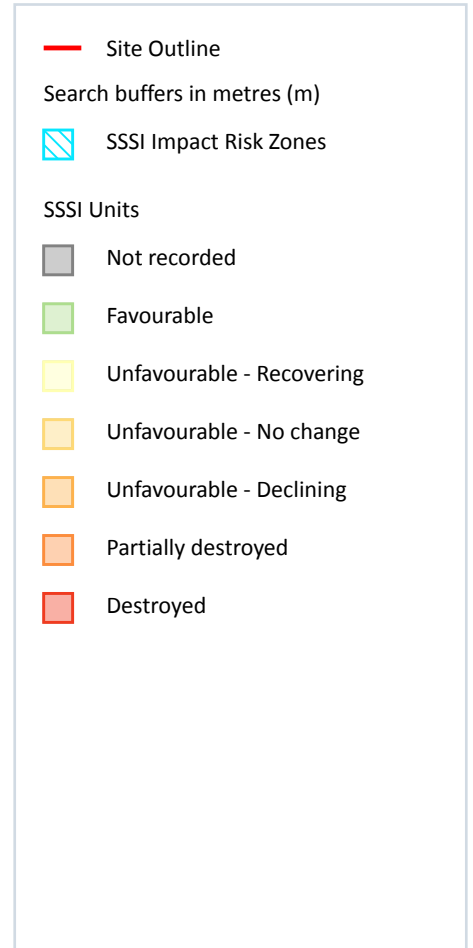 Site Outline
Search buffers in metres (m)
SSSI Impact Risk Zones
SSSI Units
Not recorded
Favourable
Unfavourable - Recovering
Unfavourable - No change
Unfavourable - Declining
Partially destroyed
Destroyed